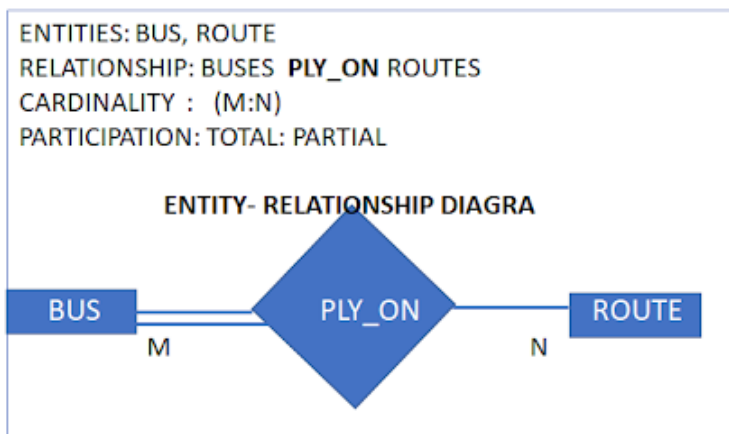 ENTITIES: BUS, ROUTE
RELATIONSHIP: BUSES PLY_ON ROUTES
CARDINALITY : (M:N)
PARTICIPATION: TOTAL: PARTIAL
ENTITY- RELATIONSHIP DIAGRA
BUS PLY_ON ROUTE
M N